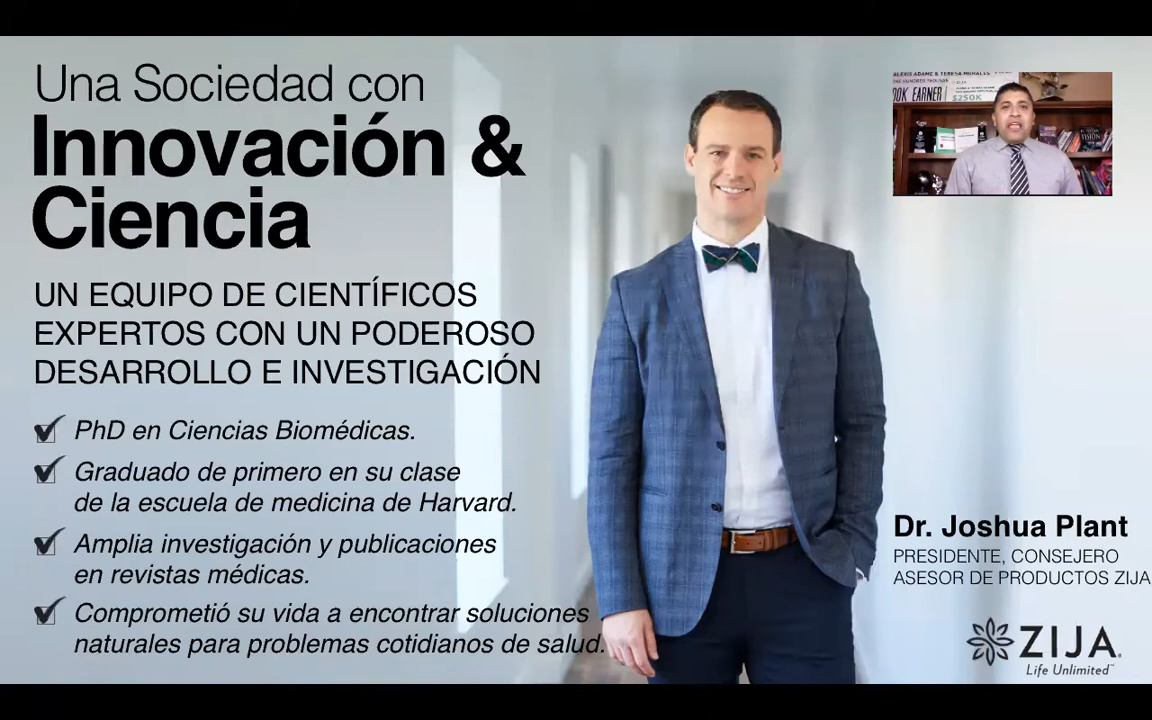 Una Sociedad con
Innovación &
Ciencia
UN EQUIPO DE CIENTÍFICOS
EXPERTOS CON UN PODEROSO
DESARROLLO E INVESTIGACIÓN
PhD en Ciencias Biomédicas.
Graduado de primero en su clase
de la escuela de medicina de Harvard.
Amplia investigación y publicaciones
en revistas médicas.
Comprometió su vida a encontrar soluciones
naturales para problemas cotidianos de salud.
EARNER
$250K
VISION
Dr. Joshua Plant
PRESIDENTE, CONSEJERO
ASESOR DE PRODUCTOS ZIJA
ZIJA
Life Unlimited